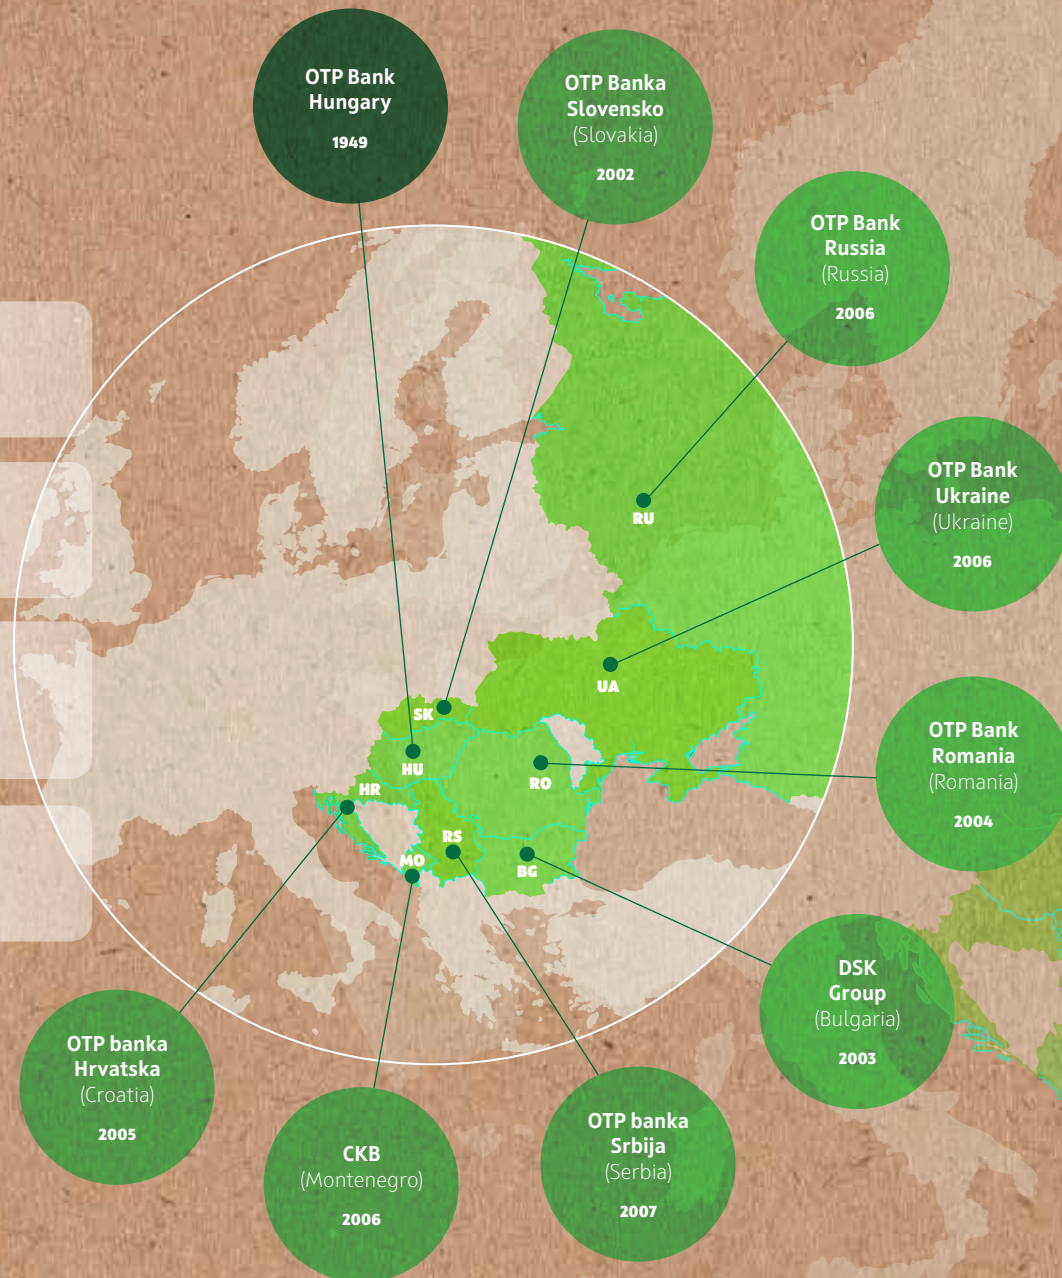 OTP Bank
Hungary
1949
OTP Banka
Slovensko
(Slovakia)
2002
OTP Bank
Russia
(Russia)
2006
OTP Bank
Ukraine
(Ukraine)
2006
RU
UA
SK
HU
RO
HR
RS
MO
BG
OTP Bank
Romania
(Romania)
2004
DSK
Group
(Bulgaria)
2003
OTP banka
Hrvatska
(Croatia)
2005
CKB
(Montenegro)
2006
OTP banka
Srbija
(Serbia)
2007